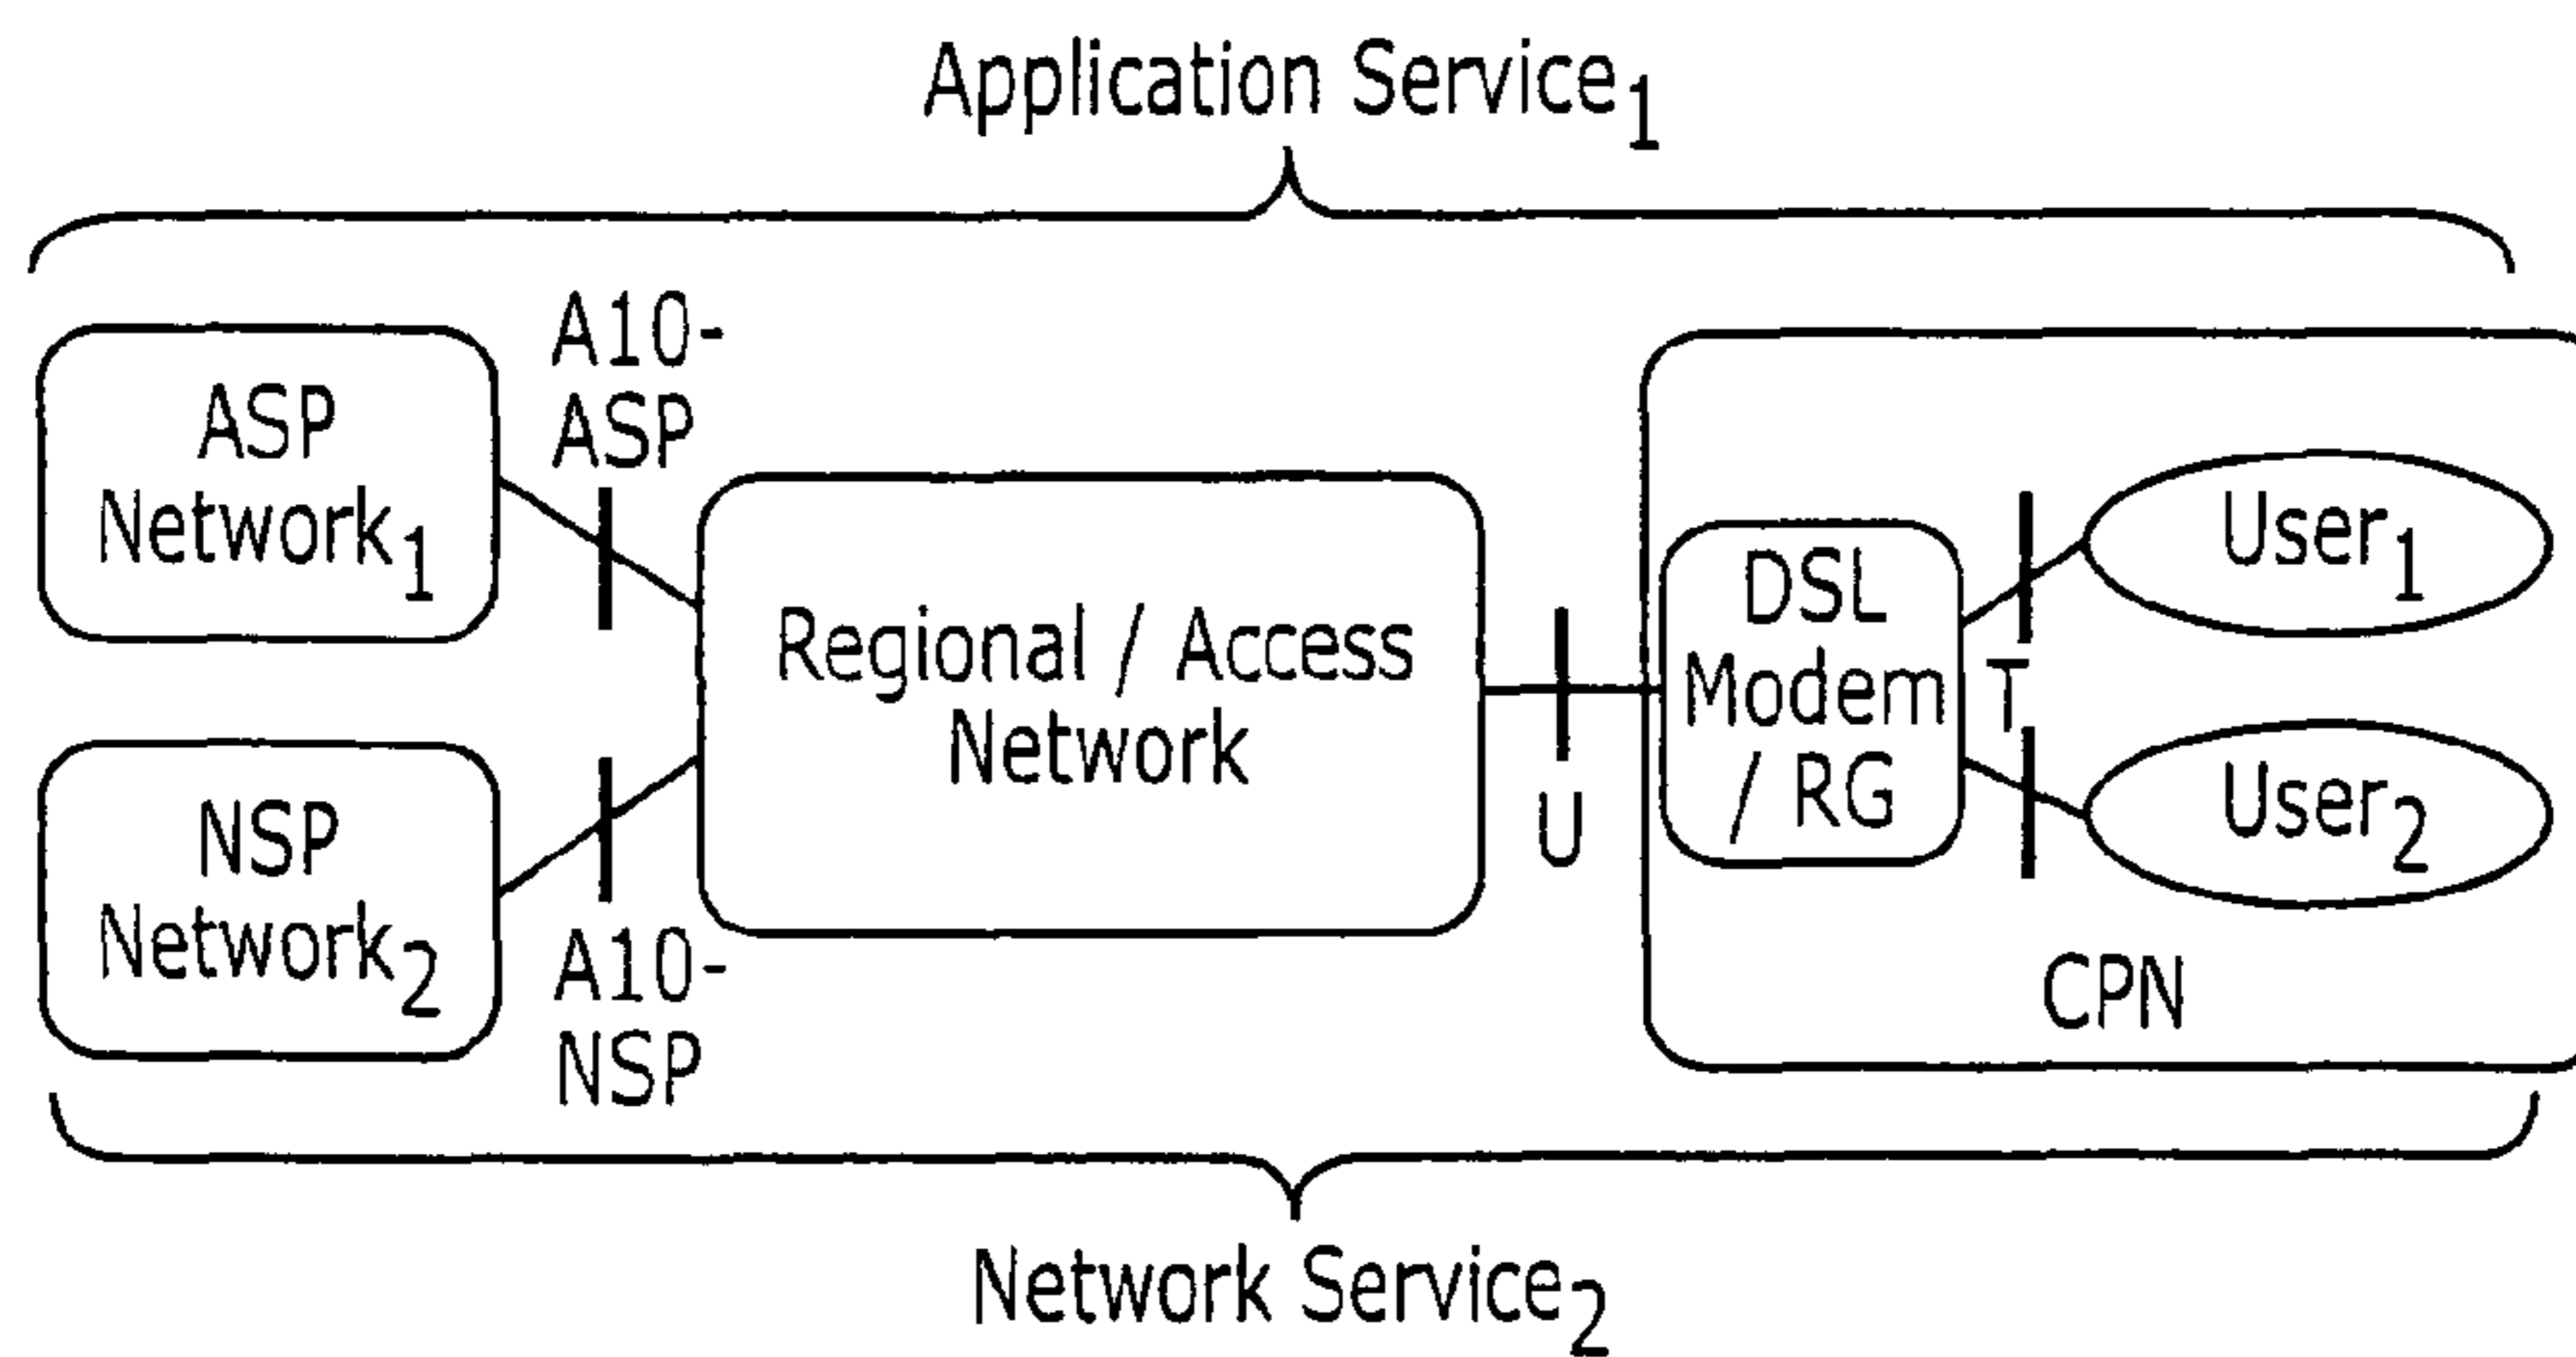 Application Service1
A10-
ASP
ASP
Network1
Regional / Access
Network
NSP
Network2
A10-
NSP
U
DSL
Modem
/ RG
T
User1
User2
CPN
Network Service2